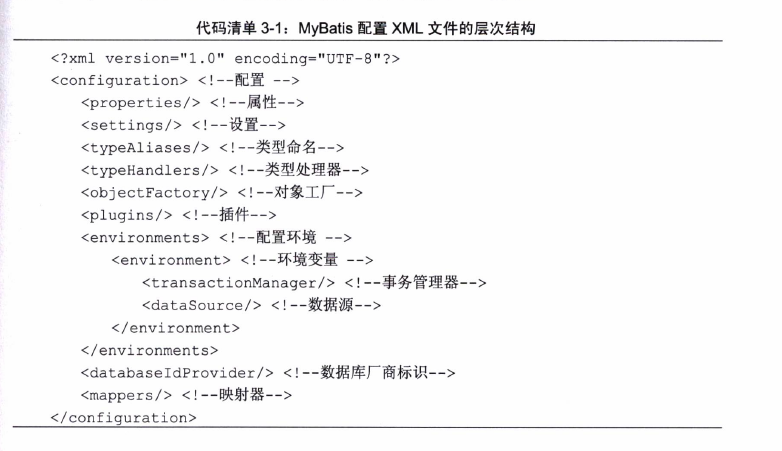 代码清单 3-1：MyBatis 配置 XML 文件的层次结构
<?xml version="1.0" encoding="UTF-8"?>
<configuration> <!--配置 -->
<properties/> <!--属性-->
<settings/> <!--设置-->
<typeAliases/> <!--类型命名-->
<typeHandlers/> <!--类型处理器-->
<objectFactory/> <!--对象工厂-->
<plugins/> <!--插件-->
<environments> <!--配置环境 -->
<environment> <!--环境变量 -->
<transactionManager/> <!--事务管理器-->
<dataSource/> <!--数据源-->
</environment>
</environments>
<databaseIdProvider/> <!--数据库厂商标识-->
<mappers/> <!--映射器-->
</configuration>